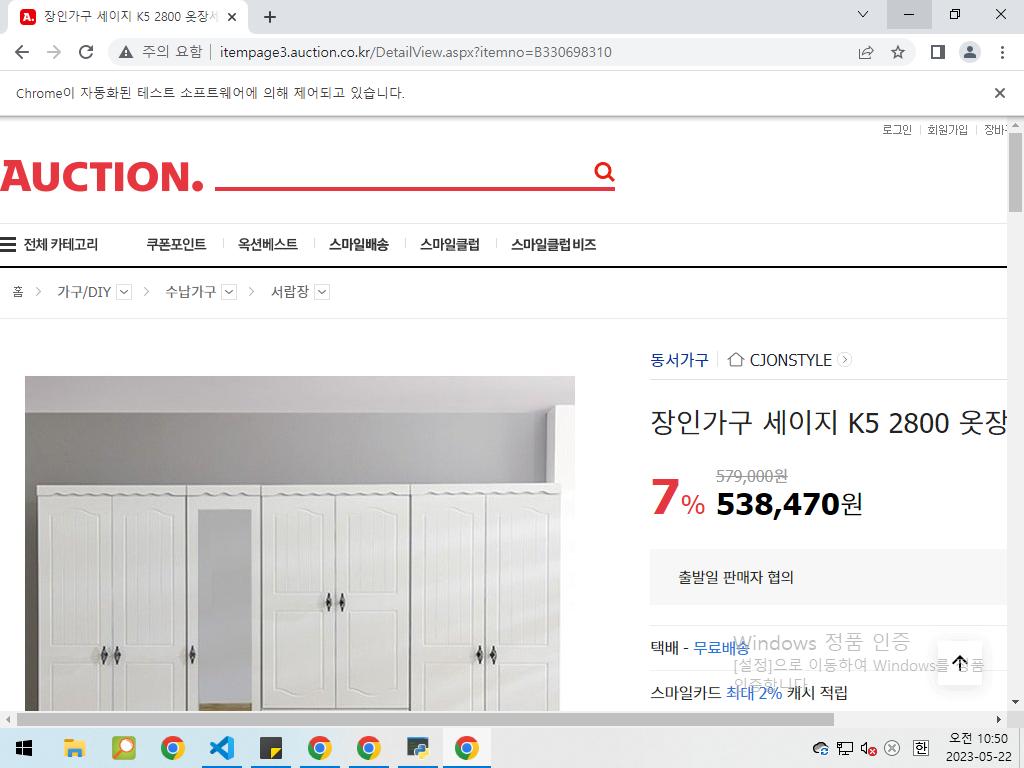 장인가구 세이지 K5 2800 옷장세
주의 요함
itempage3.auction.co.kr/DetailView.aspx?itemno=B330698310
Chrome이 자동화된 테스트 소프트웨어에 의해 제어되고 있습니다.
로그인 회원가입 장바구
AUCTION.
전체 카테고리 쿠폰포인트 옥션베스트 스마일배송 스마일클럽 스마일클럽 비즈
홈 가구/DIY 수납가구 서랍장
동서가구 CJONSTYLE
장인가구 세이지 K5 2800 옷장
579,000원
7% 538,470원
출발일 판매자 협의
택배 - 무료배송
스마일카드 최대 2% 캐시 적립
Windows 정품 인증
[설정]으로 이동하여 Windows를 정품
인증합니다.
한
오전 10:50
2023-05-22